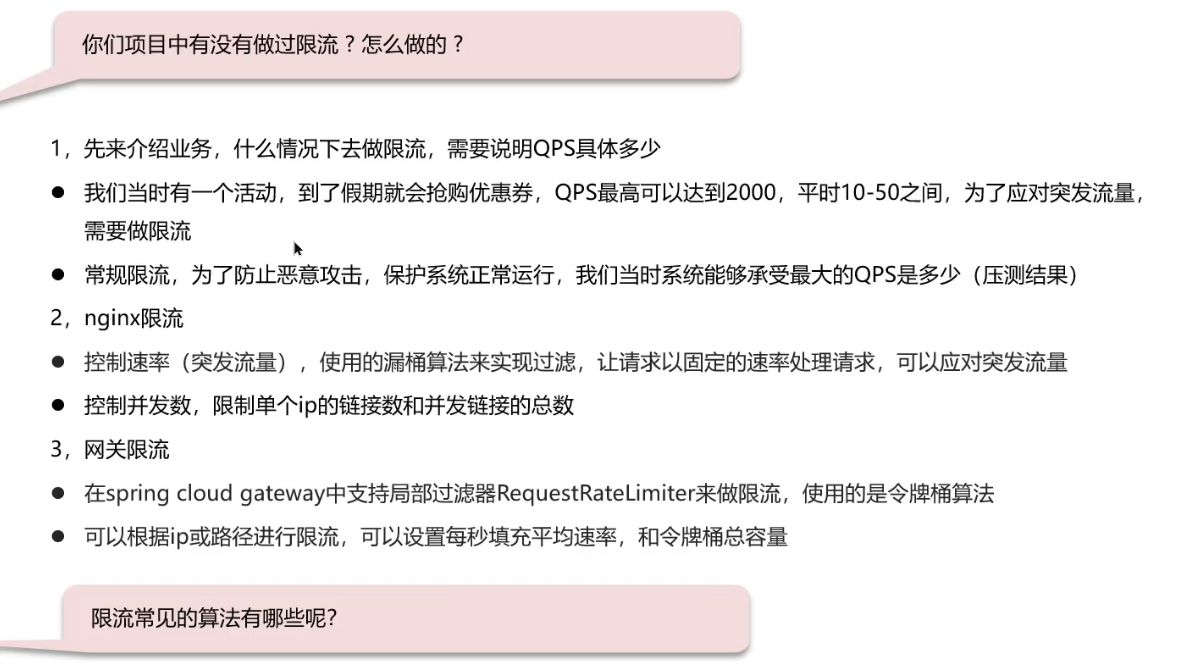 你们项目中有没有做过限流？怎么做的？
1，先来介绍业务，什么情况下去做限流，需要说明QPS具体多少
● 我们当时有一个活动，到了假期就会抢购优惠券，QPS最高可以达到2000，平时10-50之间，为了应对突发流量，
需要做限流
● 常规限流，为了防止恶意攻击，保护系统正常运行，我们当时系统能够承受最大的QPS是多少（压测结果）
2，nginx限流
● 控制速率（突发流量），使用的漏桶算法来实现过滤，让请求以固定的速率处理请求，可以应对突发流量
● 控制并发数，限制单个ip的链接数和并发链接的总数
3，网关限流
● 在spring cloud gateway中支持局部过滤器RequestRateLimiter来做限流，使用的是令牌桶算法
● 可以根据ip或路径进行限流，可以设置每秒填充平均速率，和令牌桶总容量
限流常见的算法有哪些呢?